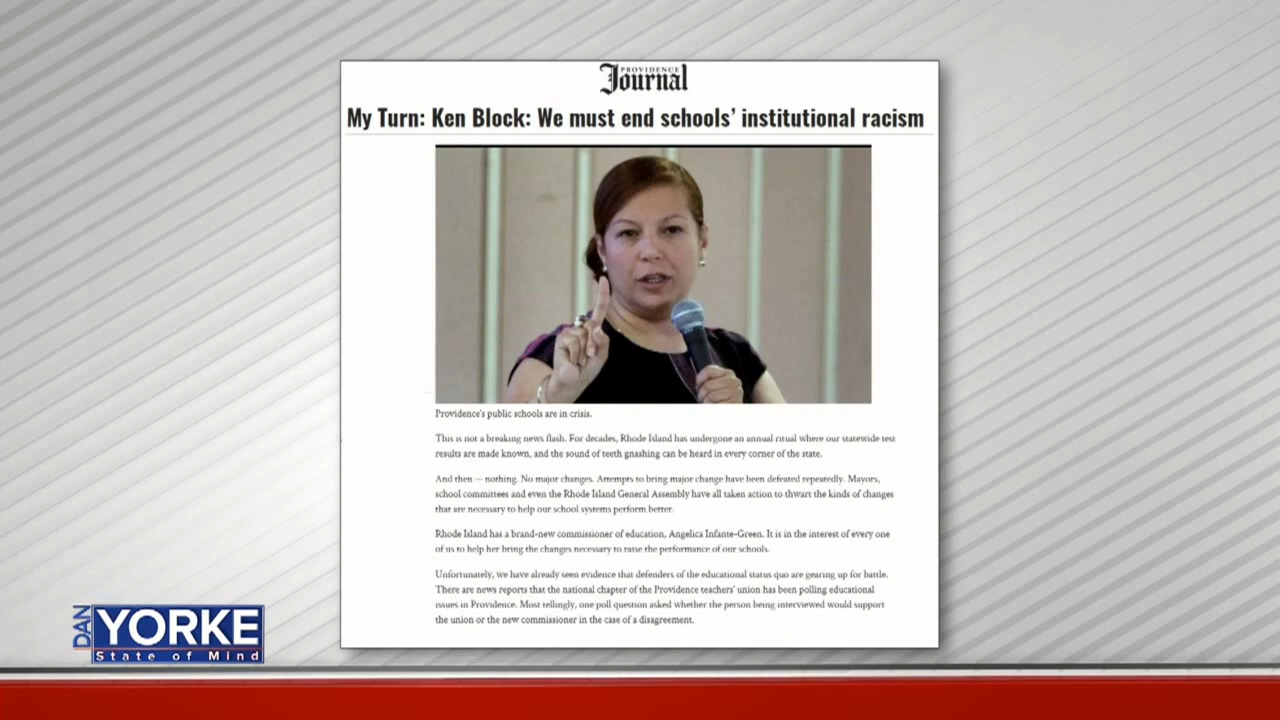 PROVIDENCE
Journal
My Turn: Ken Block: We must end schools’ institutional racism
Providence's public schools are in crisis.
This is not a breaking news flash. For decades, Rhode Island has undergone an annual ritual where our statewide test
results are made known, and the sound of teeth gnashing can be heard in every corner of the state.
And then — nothing. No major changes. Attempts to bring major change have been defeated repeatedly. Mayors,
school committees and even the Rhode Island General Assembly have all taken action to thwart the kinds of changes
that are necessary to help our school systems perform better.
Rhode Island has a brand-new commissioner of education, Angelica Infante-Green. It is in the interest of every one
of us to help her bring the changes necessary to raise the performance of our schools.
Unfortunately, we have already seen evidence that defenders of the educational status quo are gearing up for battle.
There are news reports that the national chapter of the Providence teachers' union has been polling educational
issues in Providence. Most tellingly, one poll question asked whether the person being interviewed would support
the union or the new commissioner in the case of a disagreement.
DAN
YORKE
State of Mind